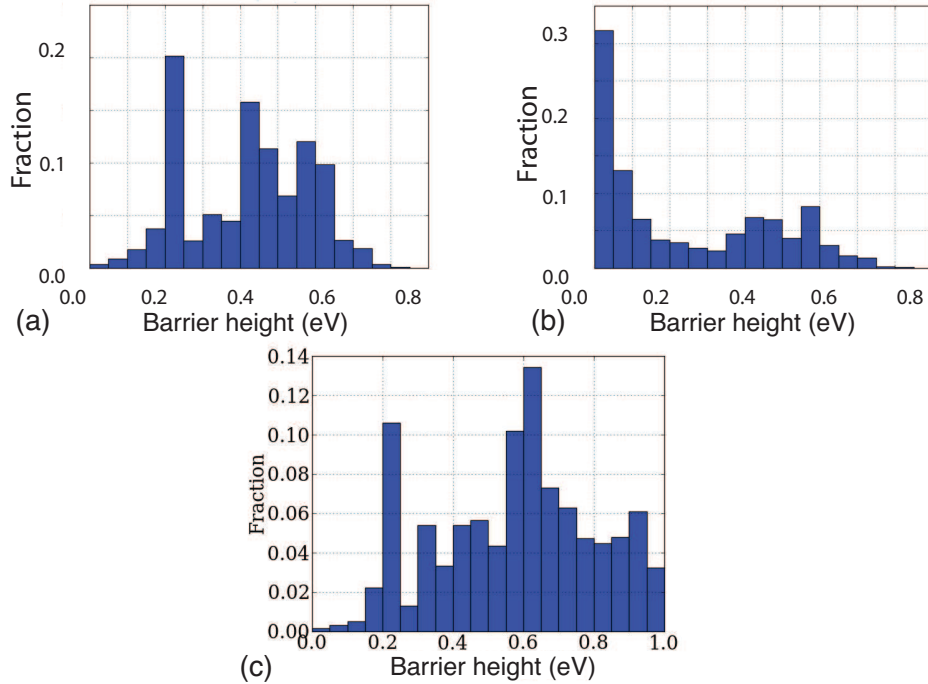 0.2
0.1
0.0
Fraction
0.0 0.2 0.4 0.6 0.8
(a) Barrier height (eV)
0.3
0.2
0.1
0.0
Fraction
0.0 0.2 0.4 0.6 0.8
(b) Barrier height (eV)
0.14
0.12
0.10
0.08
0.06
0.04
0.02
0.00
Fraction
0.0 0.2 0.4 0.6 0.8 1.0
(c) Barrier height (eV)